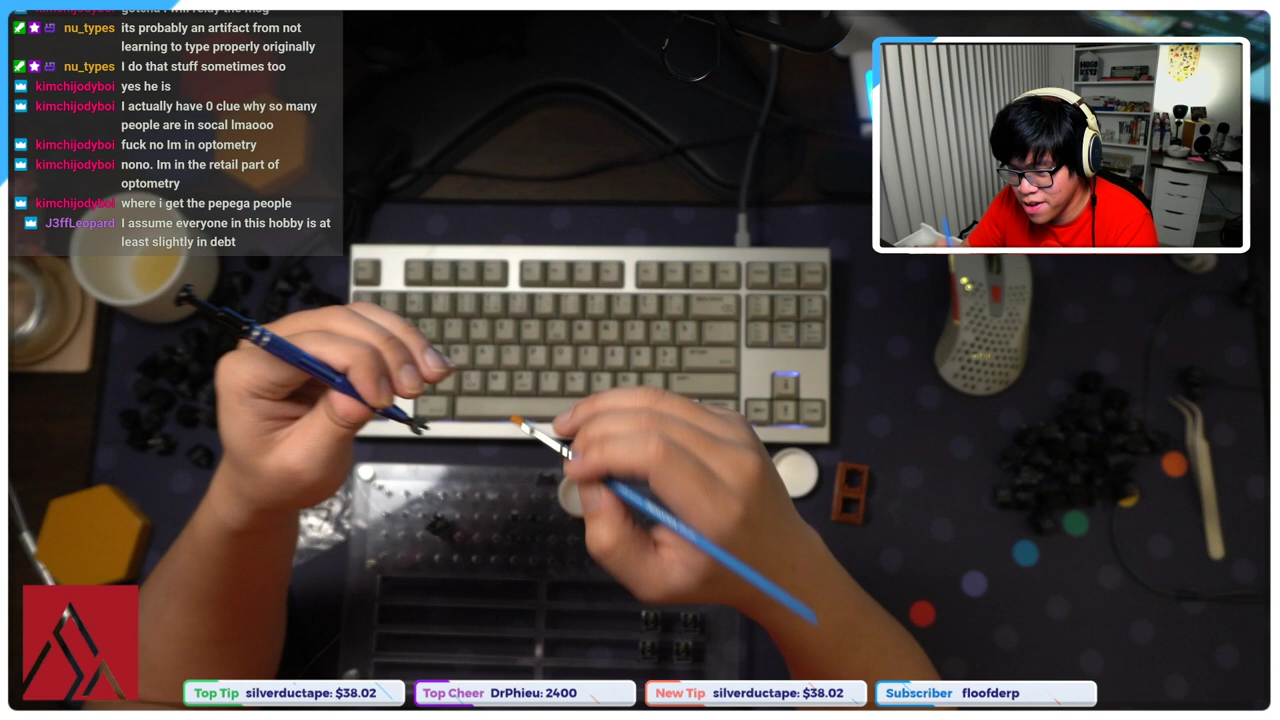 nu_types its probably an artifact from not
learning to type properly originally
nu_types I do that stuff sometimes too
kimchijodyboi yes he is
kimchijodyboi I actually have 0 clue why so many
people are in socal lmaooo
kimchijodyboi fuck no Im in optometry
kimchijodyboi nono. Im in the retail part of
optometry
kimchijodyboi where i get the pepega people
J3ffLeopard I assume everyone in this hobby is at
least slightly in debt
Top Tip silverductape: $38.02
Top Cheer DrPhieu: 2400
New Tip silverductape: $38.02
Subscriber floofderp